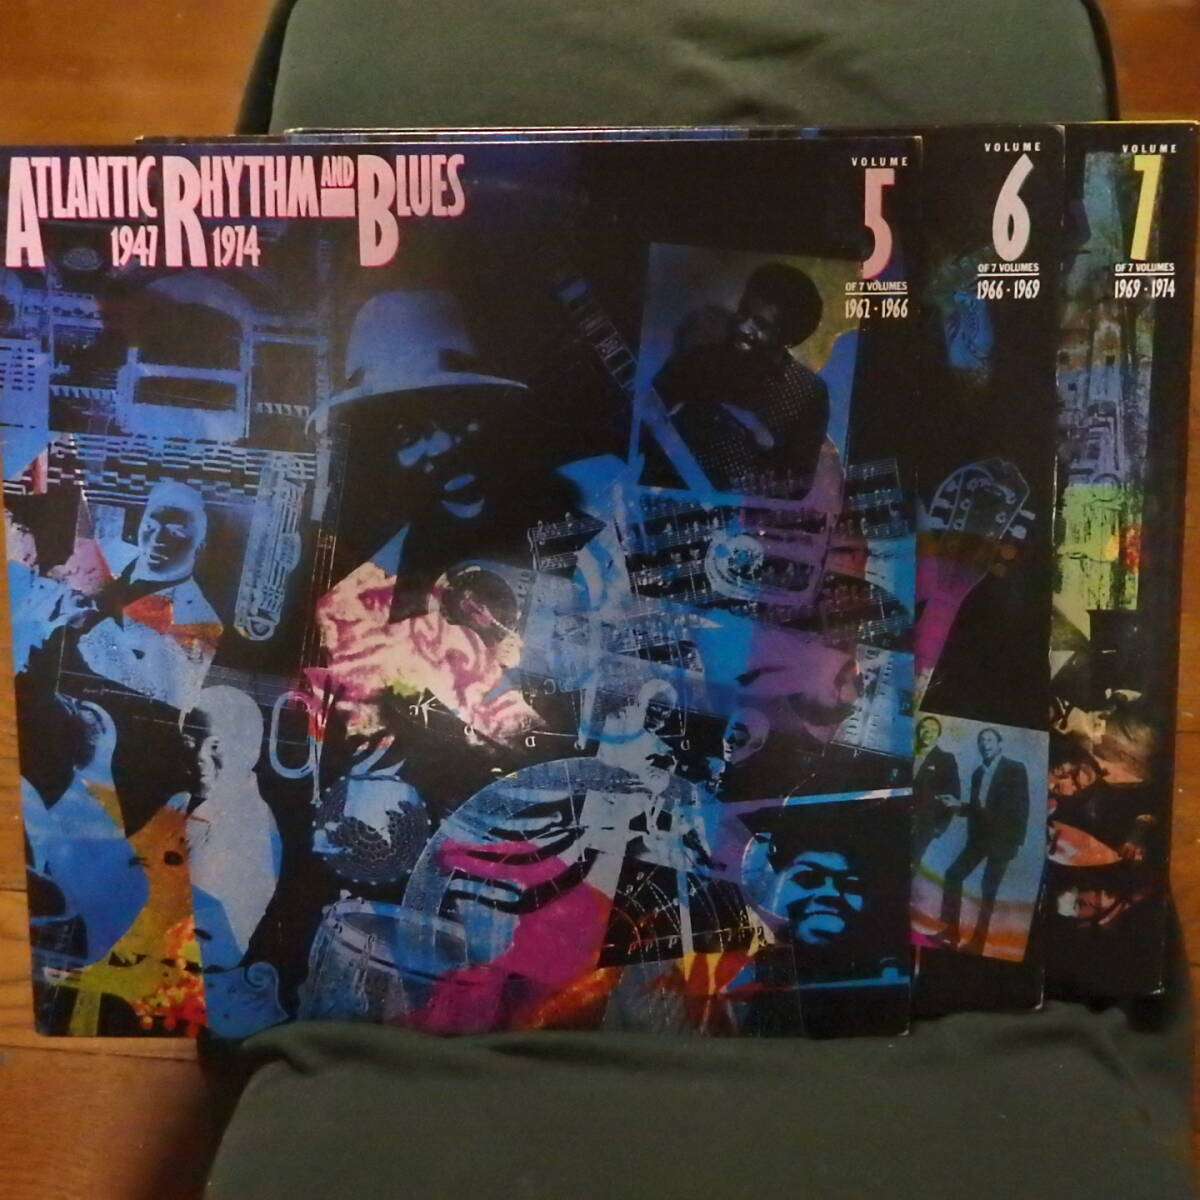 ATLANTIC RHYTHM AND BLUES
1947 1974
VOLUME
5
OF 7 VOLUMES
1962 · 1966
VOLUME
6
OF 7 VOLUMES
1966 · 1969
VOLUME
7
OF 7 VOLUMES
1969 · 1974